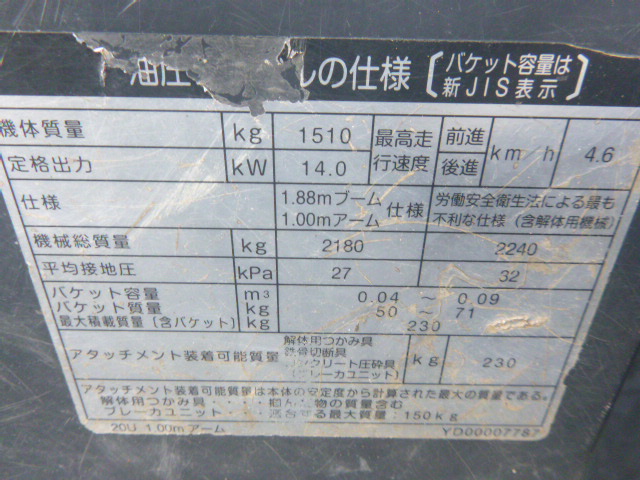 油圧 ルの仕様 〔バケット容量は
新JIS表示〕
機体質量 kg 1510 最高走行速度 前進 後進 km/h 4.6
定格出力 kW 14.0
仕様 1.88mブーム 1.00mアーム 仕様 労働安全衛生法による最も不利な仕様(含解体用機械)
機械総質量 kg 2180 2240
平均接地圧 kPa 27 32
バケット容量 m³ 0.04 ~ 0.09
バケット質量 kg 50 ~ 71
最大積載質量(含バケット) kg 230
アタッチメント装着可能質量 解体用つかみ具 鉄骨切断具 コンクリート圧砕具 (ブレーカユニット) kg 230
アタッチメント装着可能質量は本体の安定度から計算された最大の質量である。
解体用つかみ具・・・・ 物の質量含む
ブレーカユニット・・・ する最大質量:150kg
20U 1.00mアーム YD00007787